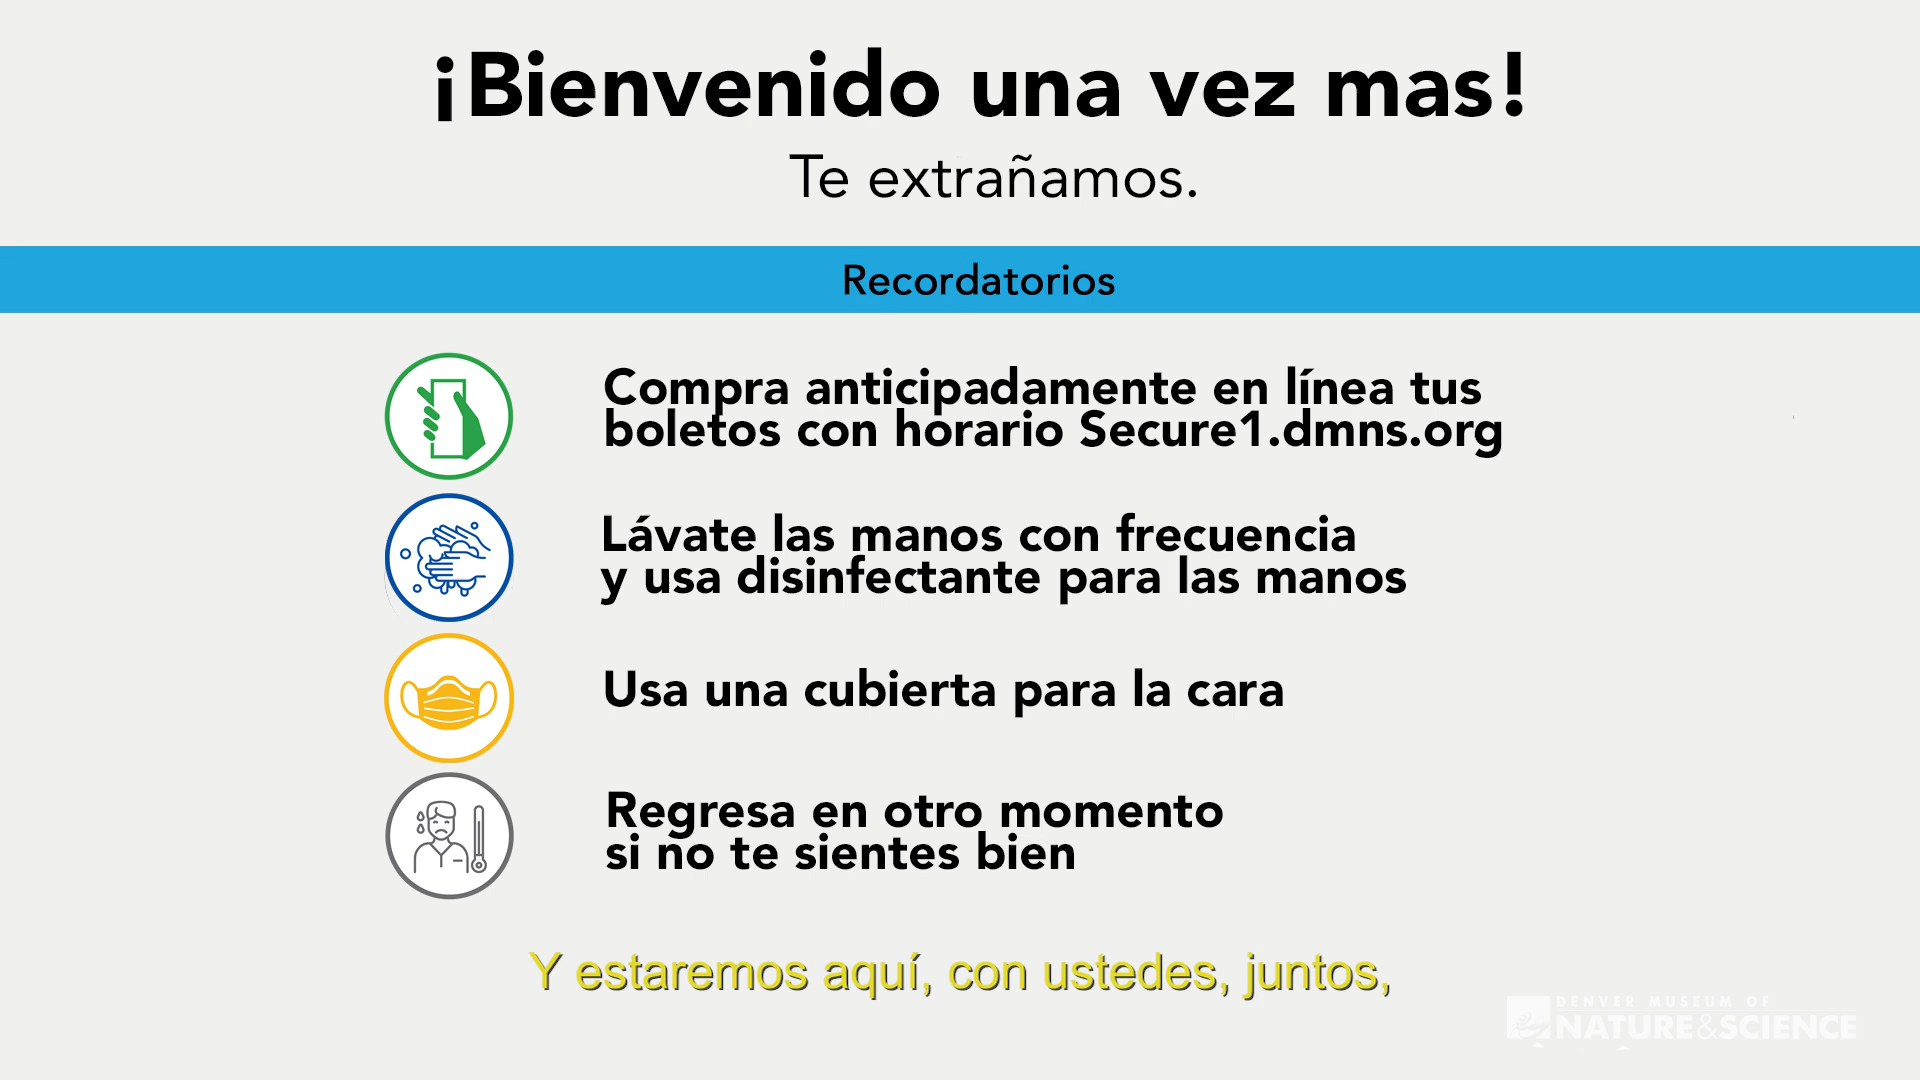 ¡Bienvenido una vez mas!
Te extrañamos.
Recordatorios
Compra anticipadamente en línea tus
boletos con horario Secure1.dmns.org
Lávate las manos con frecuencia
y usa disinfectante para las manos
Usa una cubierta para la cara
Regresa en otro momento
si no te sientes bien
Y estaremos aquí, con ustedes, juntos,
DENVER MUSEUM OF
NATURE&SCIENCE